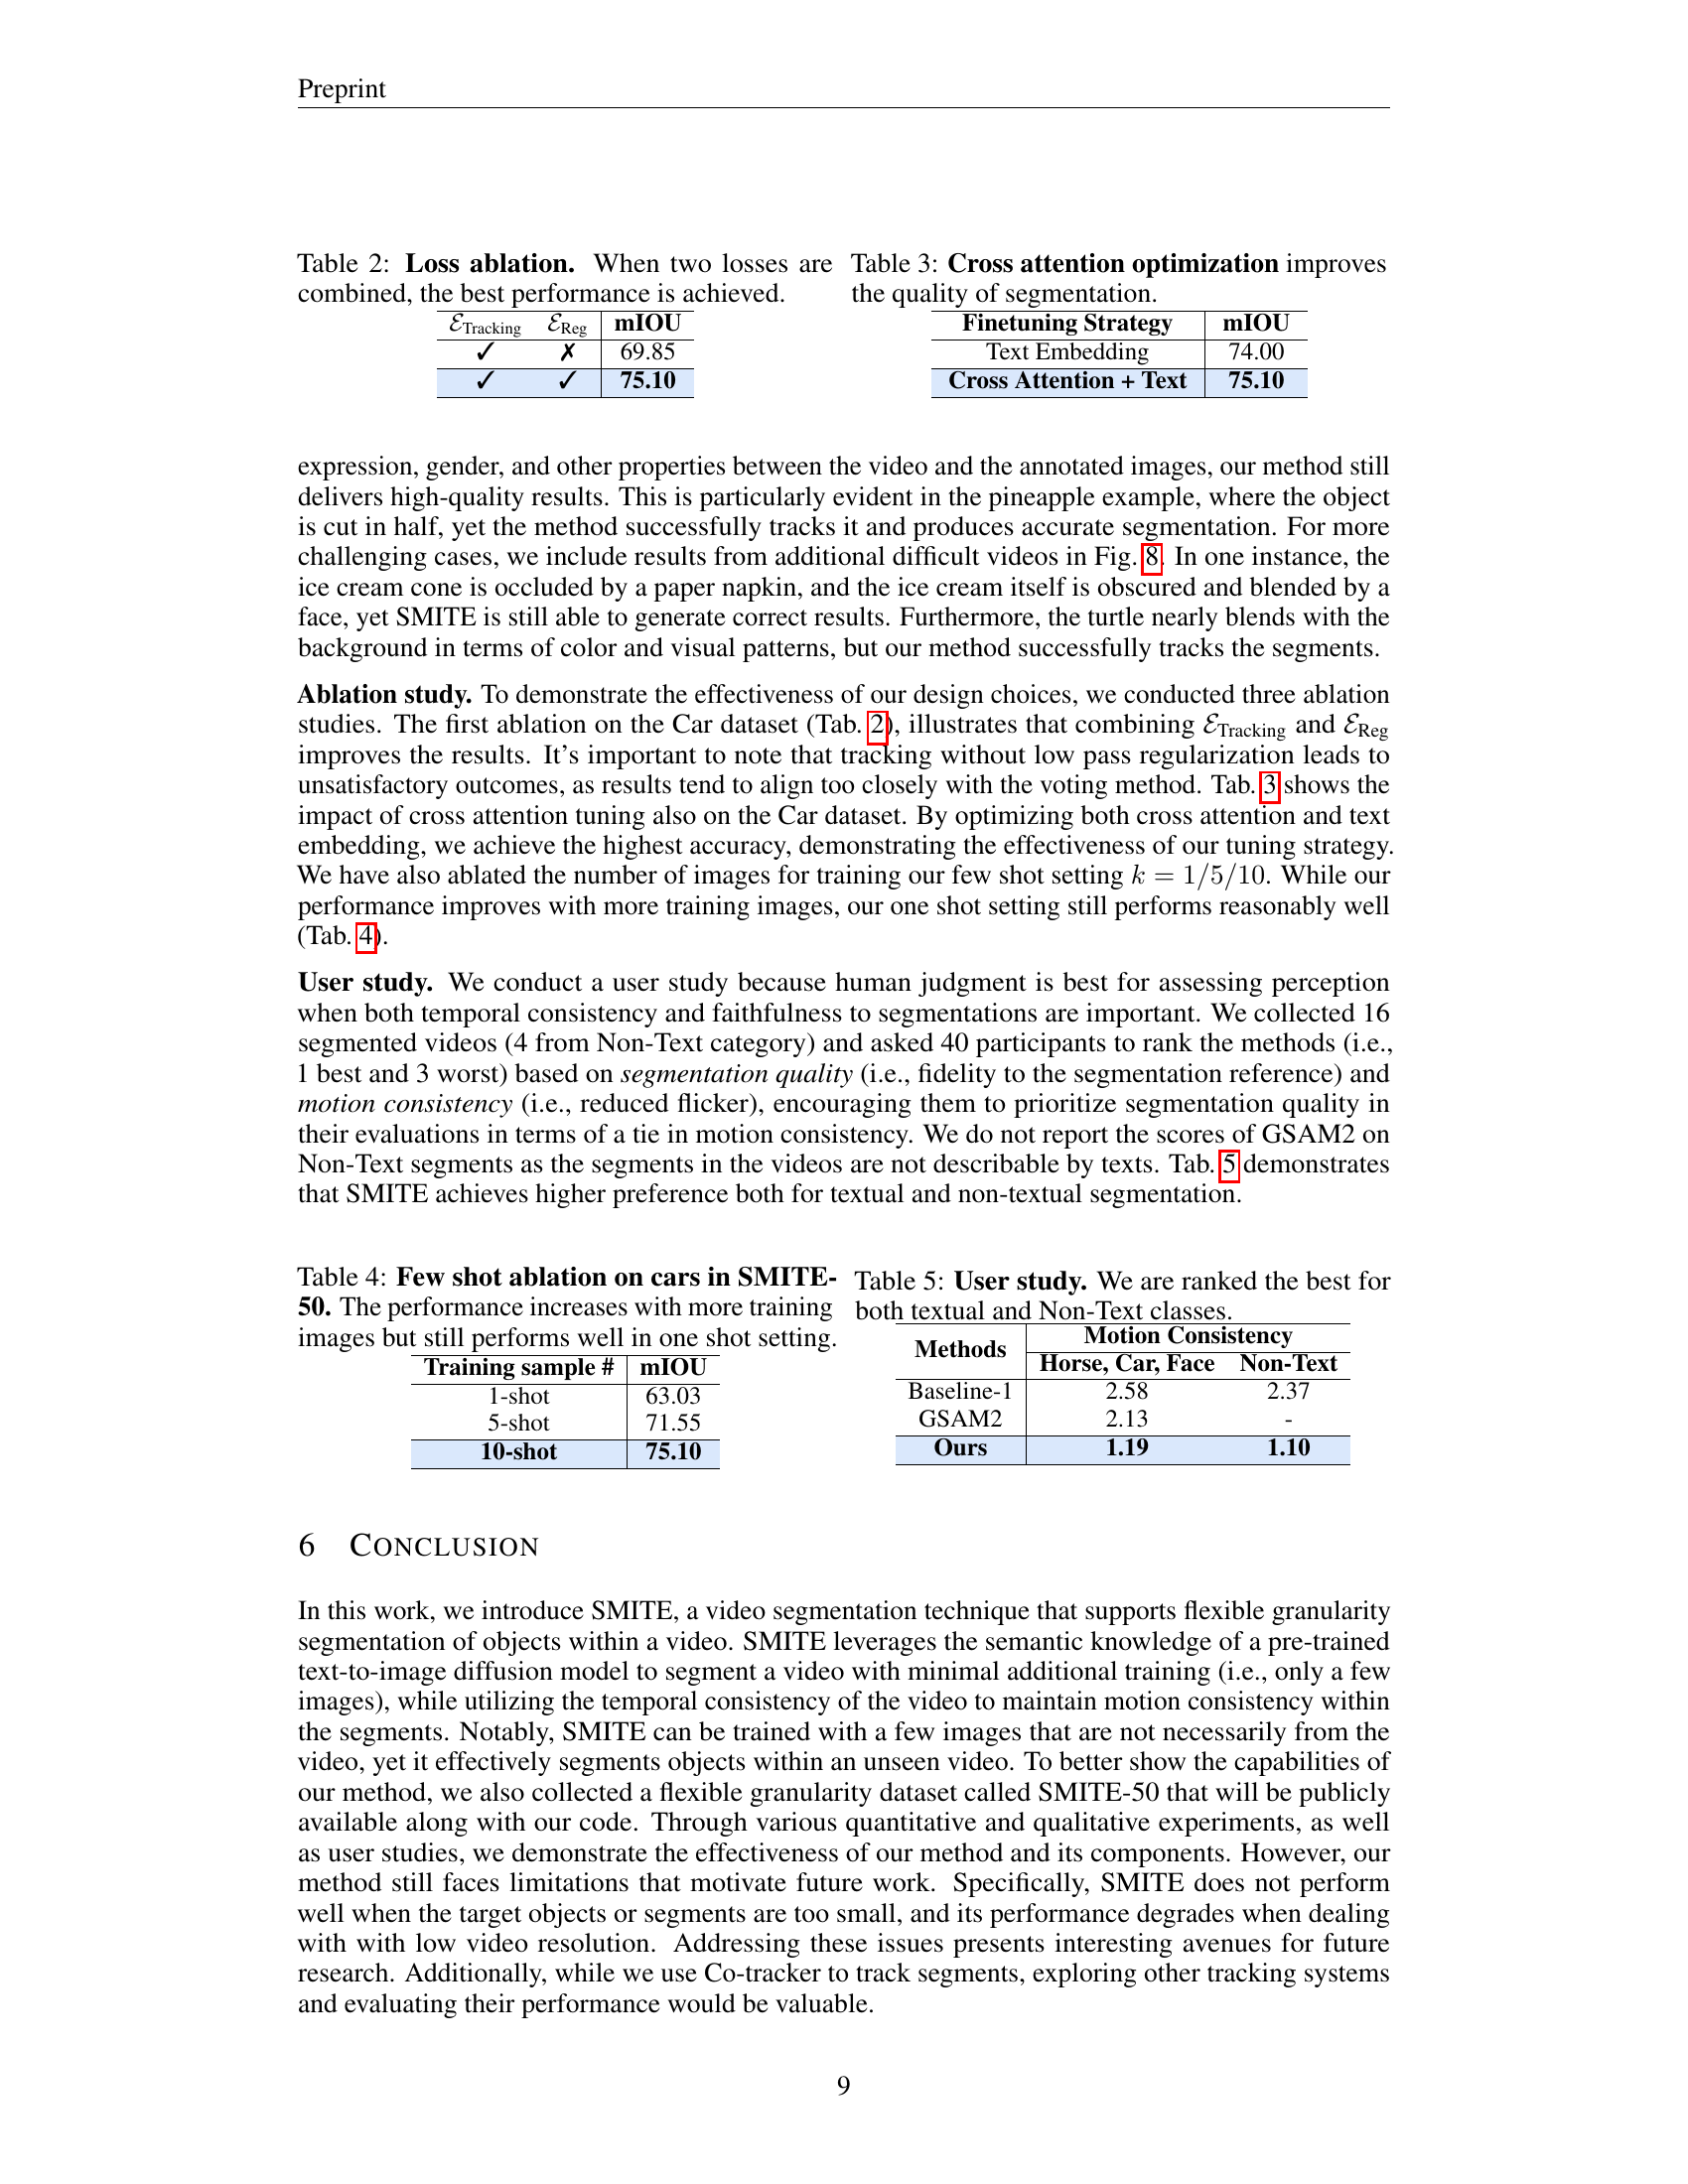 Preprint
Table 2: Loss ablation. When two losses are
combined, the best performance is achieved.
ℰTracking ℰReg mIOU
✓ ✗ 69.85
✓ ✓ 75.10
Table 3: Cross attention optimization improves
the quality of segmentation.
Finetuning Strategy mIOU
Text Embedding 74.00
Cross Attention + Text 75.10
expression, gender, and other properties between the video and the annotated images, our method still
delivers high-quality results. This is particularly evident in the pineapple example, where the object
is cut in half, yet the method successfully tracks it and produces accurate segmentation. For more
challenging cases, we include results from additional difficult videos in Fig. 8. In one instance, the
ice cream cone is occluded by a paper napkin, and the ice cream itself is obscured and blended by a
face, yet SMITE is still able to generate correct results. Furthermore, the turtle nearly blends with the
background in terms of color and visual patterns, but our method successfully tracks the segments.
Ablation study. To demonstrate the effectiveness of our design choices, we conducted three ablation
studies. The first ablation on the Car dataset (Tab. 2), illustrates that combining ℰTracking and ℰReg
improves the results. It's important to note that tracking without low pass regularization leads to
unsatisfactory outcomes, as results tend to align too closely with the voting method. Tab. 3 shows the
impact of cross attention tuning also on the Car dataset. By optimizing both cross attention and text
embedding, we achieve the highest accuracy, demonstrating the effectiveness of our tuning strategy.
We have also ablated the number of images for training our few shot setting k = 1/5/10. While our
performance improves with more training images, our one shot setting still performs reasonably well
(Tab. 4).
User study. We conduct a user study because human judgment is best for assessing perception
when both temporal consistency and faithfulness to segmentations are important. We collected 16
segmented videos (4 from Non-Text category) and asked 40 participants to rank the methods (i.e.,
1 best and 3 worst) based on segmentation quality (i.e., fidelity to the segmentation reference) and
motion consistency (i.e., reduced flicker), encouraging them to prioritize segmentation quality in
their evaluations in terms of a tie in motion consistency. We do not report the scores of GSAM2 on
Non-Text segments as the segments in the videos are not describable by texts. Tab. 5 demonstrates
that SMITE achieves higher preference both for textual and non-textual segmentation.
Table 4: Few shot ablation on cars in SMITE-
50. The performance increases with more training
images but still performs well in one shot setting.
Training sample # mIOU
1-shot 63.03
5-shot 71.55
10-shot 75.10
Table 5: User study. We are ranked the best for
both textual and Non-Text classes.
Methods Motion Consistency
Horse, Car, Face Non-Text
Baseline-1 2.58 2.37
GSAM2 2.13 -
Ours 1.19 1.10
6 CONCLUSION
In this work, we introduce SMITE, a video segmentation technique that supports flexible granularity
segmentation of objects within a video. SMITE leverages the semantic knowledge of a pre-trained
text-to-image diffusion model to segment a video with minimal additional training (i.e., only a few
images), while utilizing the temporal consistency of the video to maintain motion consistency within
the segments. Notably, SMITE can be trained with a few images that are not necessarily from the
video, yet it effectively segments objects within an unseen video. To better show the capabilities of
our method, we also collected a flexible granularity dataset called SMITE-50 that will be publicly
available along with our code. Through various quantitative and qualitative experiments, as well
as user studies, we demonstrate the effectiveness of our method and its components. However, our
method still faces limitations that motivate future work. Specifically, SMITE does not perform
well when the target objects or segments are too small, and its performance degrades when dealing
with with low video resolution. Addressing these issues presents interesting avenues for future
research. Additionally, while we use Co-tracker to track segments, exploring other tracking systems
and evaluating their performance would be valuable.
9